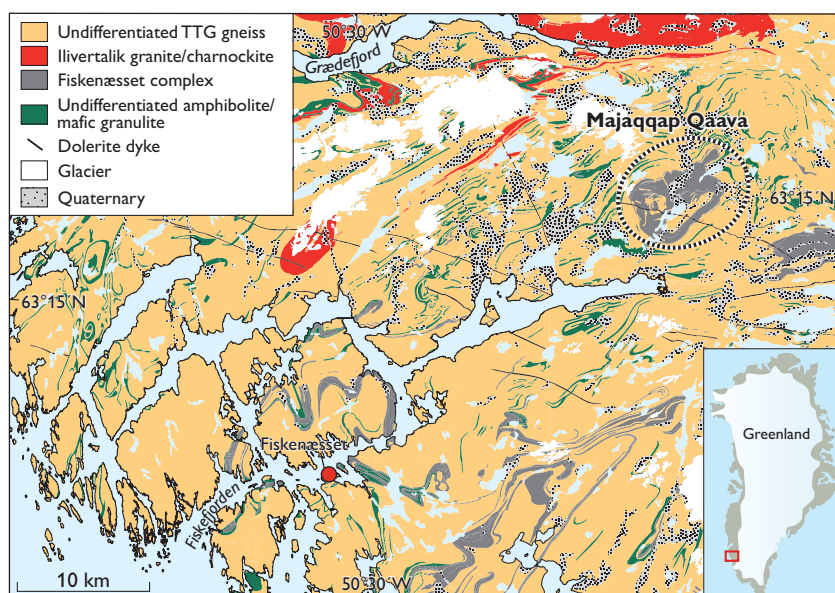 Undifferentiated TTG gneiss
Ilivertalik granite/charnockite
Fiskenæsset complex
Undifferentiated amphibolite/
mafic granulite
Dolerite dyke
Glacier
Quaternary
50°30 W
Grædefjord
Majaqqap Qaava
63°15 N
63°15 N
Fiskenæsset
Fiskefjorden
Greenland
10 km
50°30 W